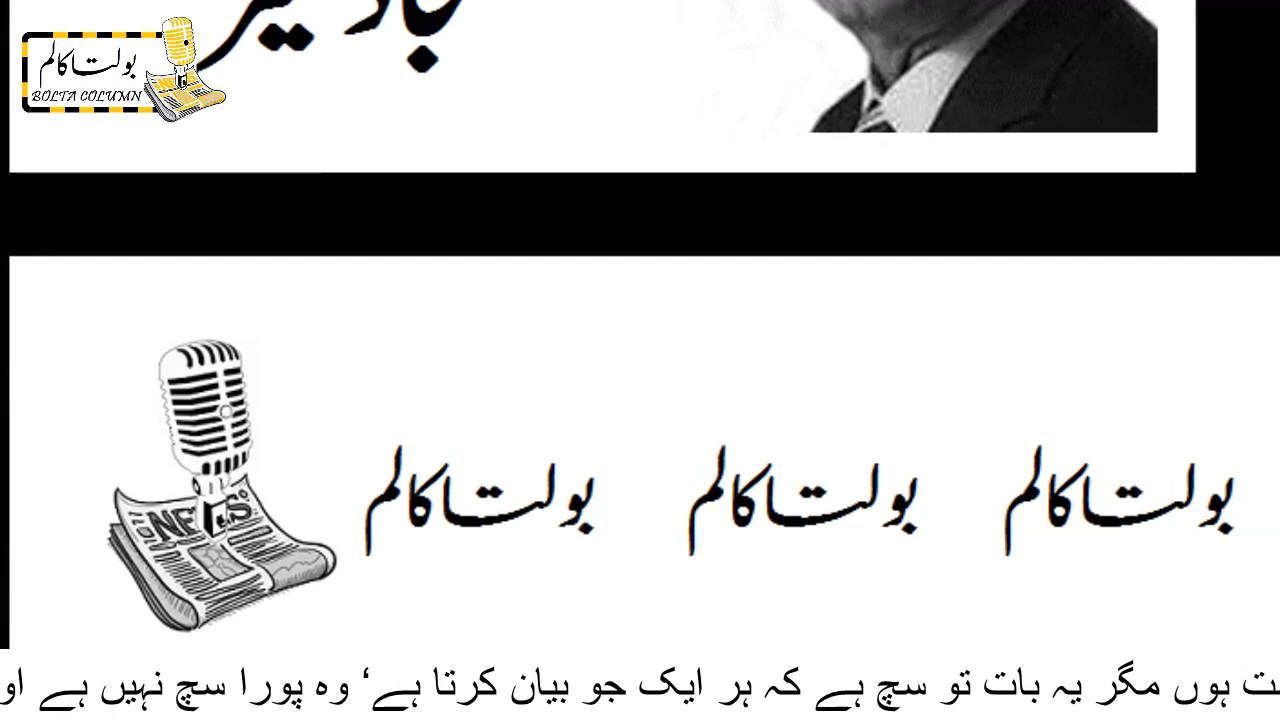 بولتا کالم
BOLTA COLUMN
NEWS
بولتا کالم بولتا کالم بولتا کالم
ہوں مگر یہ بات تو سچ ہے کہ ہر ایک جو بیان کرتا ہے‘ وہ پورا سچ نہیں ہے